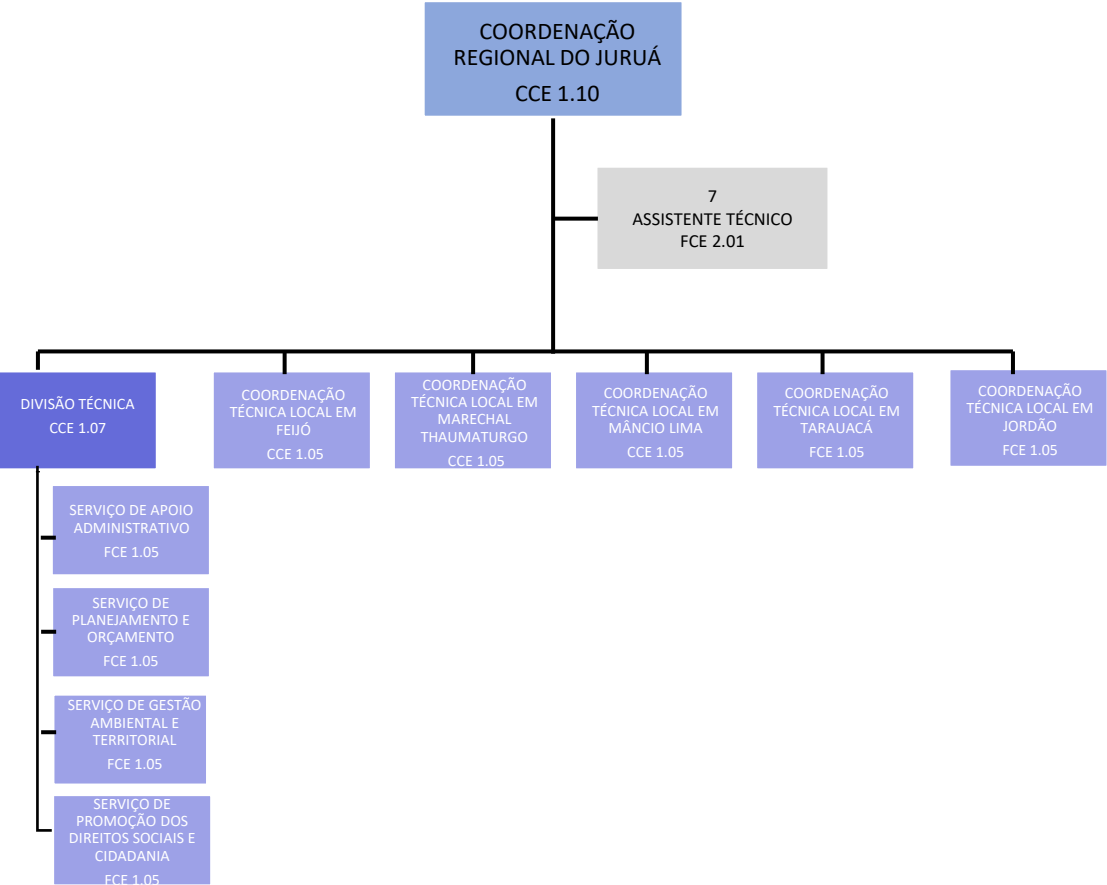 COORDENAÇÃO
REGIONAL DO JURUÁ
CCE 1.10
7
ASSISTENTE TÉCNICO
FCE 2.01
DIVISÃO TÉCNICA
CCE 1.07
COORDENAÇÃO
TÉCNICA LOCAL EM
FEIJÓ
CCE 1.05
COORDENAÇÃO
TÉCNICA LOCAL EM
MARECHAL
THAUMATURGO
CCE 1.05
COORDENAÇÃO
TÉCNICA LOCAL EM
MÂNCIO LIMA
CCE 1.05
COORDENAÇÃO
TÉCNICA LOCAL EM
TARAUACÁ
FCE 1.05
COORDENAÇÃO
TÉCNICA LOCAL EM
JORDÃO
FCE 1.05
SERVIÇO DE APOIO
ADMINISTRATIVO
FCE 1.05
SERVIÇO DE
PLANEJAMENTO E
ORÇAMENTO
FCE 1.05
SERVIÇO DE GESTÃO
AMBIENTAL E
TERRITORIAL
FCE 1.05
SERVIÇO DE
PROMOÇÃO DOS
DIREITOS SOCIAIS E
CIDADANIA
FCE 1.05